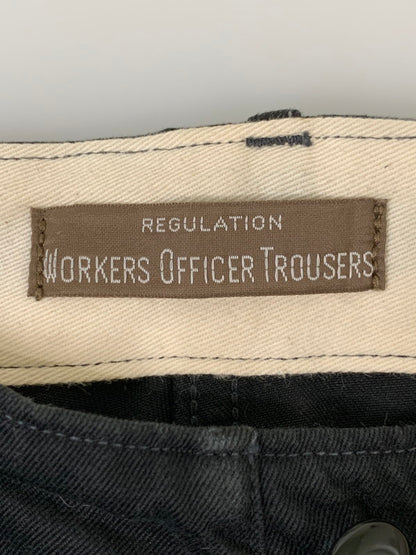 REGULATION
WORKERS OFFICER TROUSERS